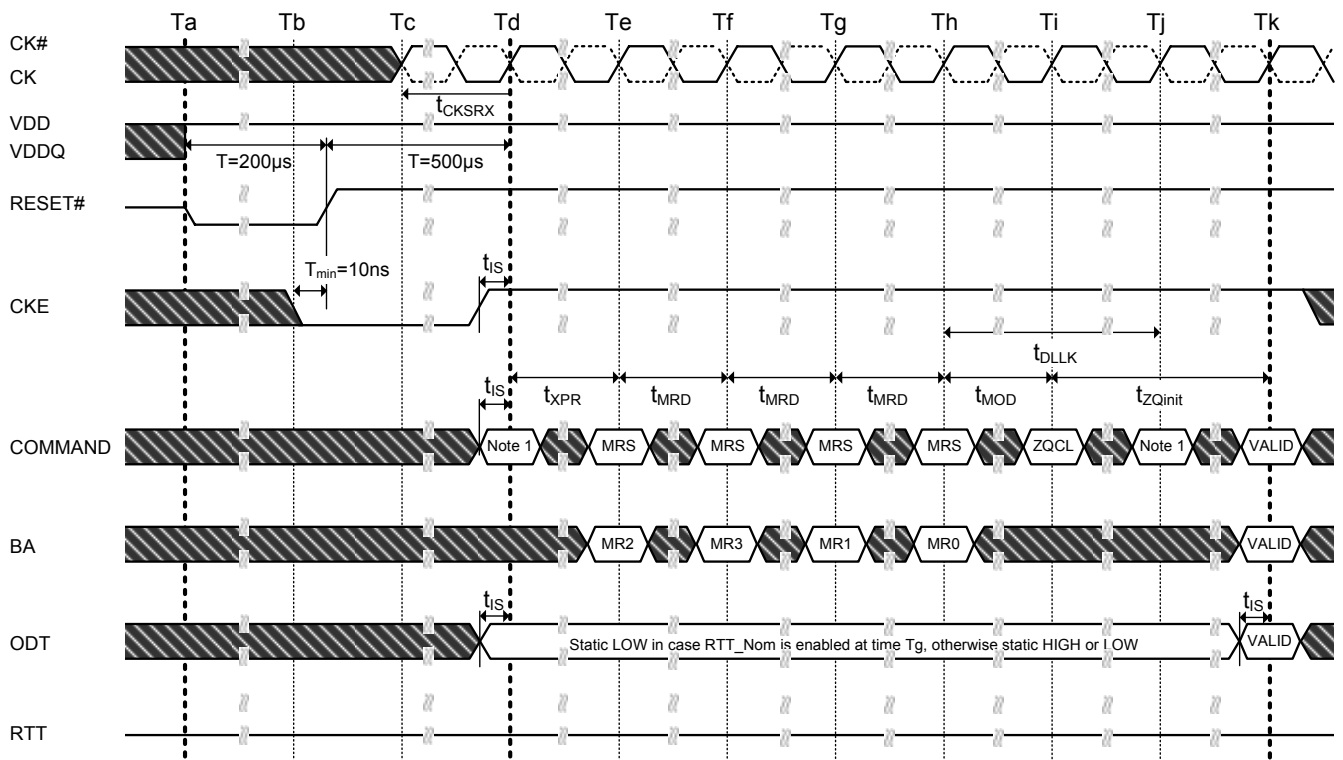 Ta Tb Tc Td Te Tf Tg Th Ti Tj Tk
CK#
CK
tCKSRX
VDD
VDDQ
T=200µs T=500µs
RESET#
Tmin=10ns tIS
CKE
tDLLK
tIS tXPR tMRD tMRD tMRD tMOD tZQinit
COMMAND Note 1 MRS MRS MRS MRS ZQCL Note 1 VALID
BA MR2 MR3 MR1 MR0 VALID
tIS tIS
ODT Static LOW in case RTT_Nom is enabled at time Tg, otherwise static HIGH or LOW VALID
RTT